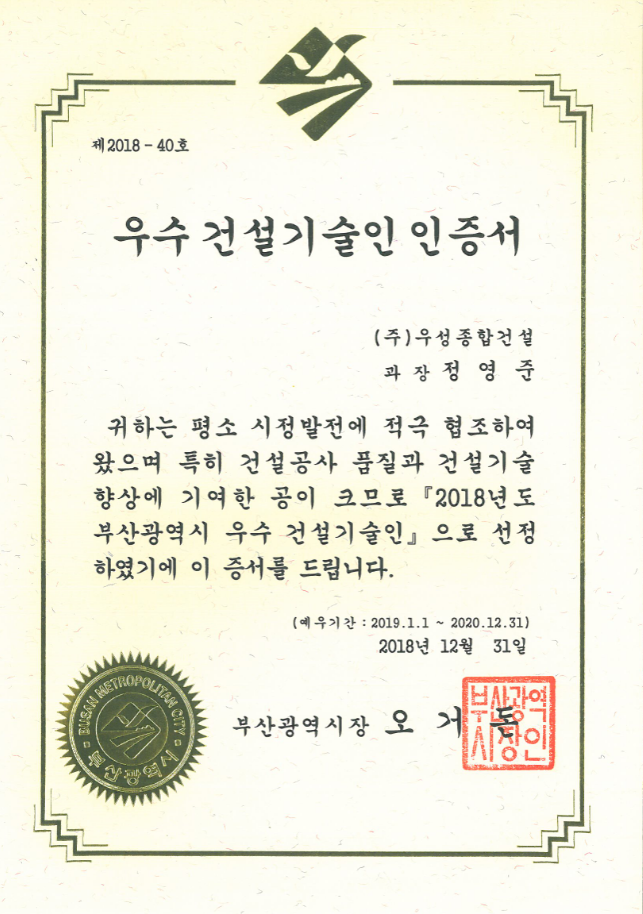 제2018-40호
우수 건설기술인 인증서
(주)우성종합건설
과 장 정 영 준
귀하는 평소 시정발전에 적극 협조하여
왔으며 특히 건설공사 품질과 건설기술
향상에 기여한 공이 크므로 『2018년도
부산광역시 우수 건설기술인』으로 선정
하였기에 이 증서를 드립니다.
(예우기간 : 2019.1.1 ~ 2020.12.31)
2018년 12월 31일
부산광역시장 오 거 돈
부산광역
시장인
BUSAN METROPOLITAN CITY
부산광역시